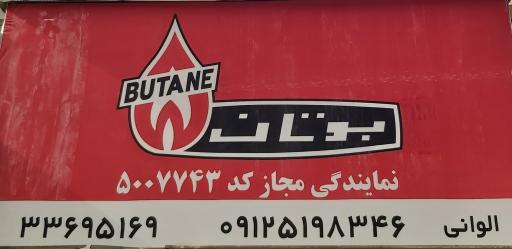 BUTANE
بوتان
نمایندگی مجاز کد ۵۰۰۷۷۴۳
الوانی ۰۹۱۲۵۱۹۸۳۴۶ ۳۳۶۹۵۱۶۹